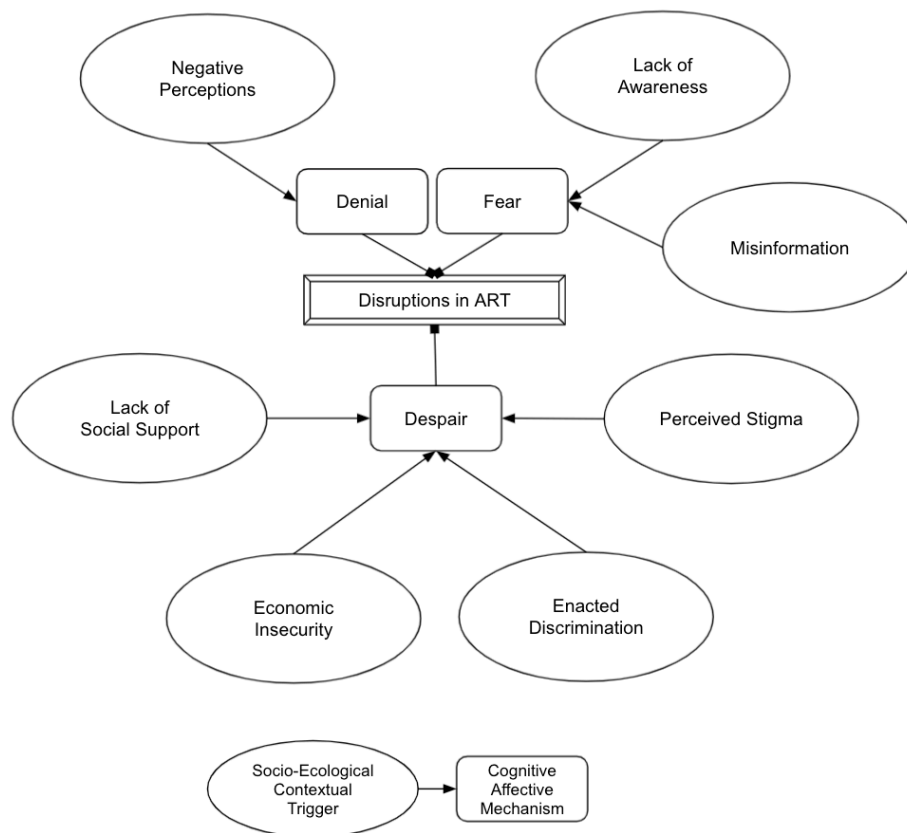 Negative
Perceptions
Lack of
Awareness
Denial
Fear
Misinformation
Disruptions in ART
Lack of
Social Support
Despair
Perceived Stigma
Economic
Insecurity
Enacted
Discrimination
Socio-Ecological
Contextual
Trigger
Cognitive
Affective
Mechanism